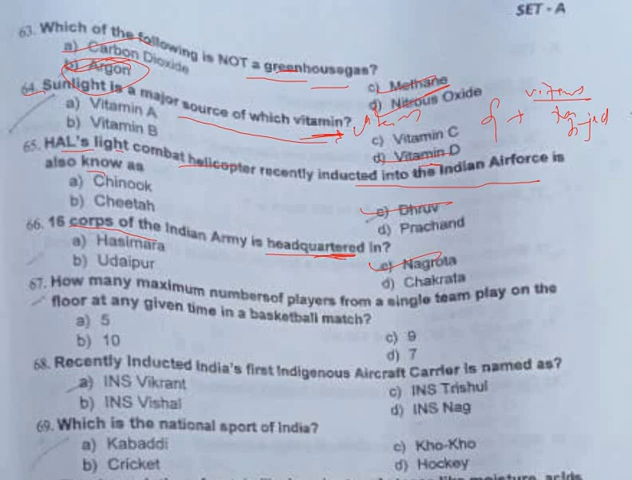 SET - A
63. Which of the following is NOT a greenhousegas?
a) Carbon Dioxide
b) Argon
c) Methane
d) Nitrous Oxide
64. Sunlight is a major source of which vitamin?
a) Vitamin A
b) Vitamin B
c) Vitamin C
d) Vitamin D
65. HAL's light combat helicopter recently inducted into the Indian Airforce is
also know as
a) Chinook
b) Cheetah
c) Dhruv
d) Prachand
66. 16 corps of the Indian Army is headquartered in?
a) Hasimara
b) Udaipur
c) Nagrota
d) Chakrata
67. How many maximum numbersof players from a single team play on the
floor at any given time in a basketball match?
a) 5
b) 10
c) 9
d) 7
68. Recently Inducted India's first Indigenous Aircraft Carrier is named as?
a) INS Vikrant
b) INS Vishal
c) INS Trishul
d) INS Nag
69. Which is the national sport of India?
a) Kabaddi
b) Cricket
c) Kho-Kho
d) Hockey
like moisture, acids